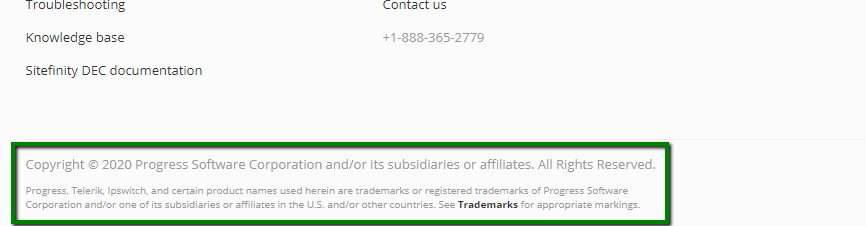 Troubleshooting
Contact us
Knowledge base
+1-888-365-2779
Sitefinity DEC documentation
Copyright © 2020 Progress Software Corporation and/or its subsidiaries or affiliates. All Rights Reserved.
Progress, Telerik, Ipswitch, and certain product names used herein are trademarks or registered trademarks of Progress Software
Corporation and/or one of its subsidiaries or affiliates in the U.S. and/or other countries. See Trademarks for appropriate markings.